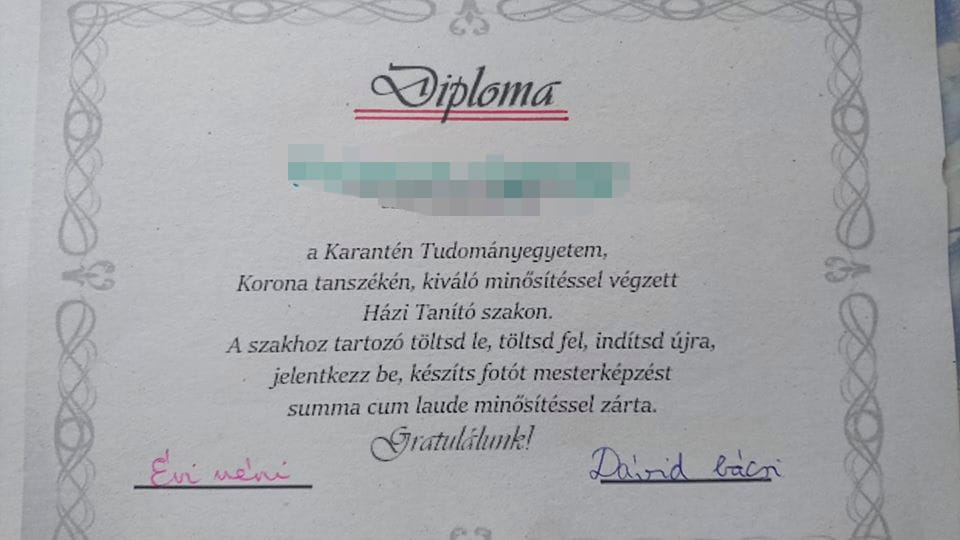 Diploma
a Karantén Tudományegyetem,
Korona tanszékén, kiváló minősítéssel végzett
Házi Tanító szakon.
A szakhoz tartozó töltsd le, töltsd fel, indítsd újra,
jelentkezz be, készíts fotót mesterképzést
summa cum laude minősítéssel zárta.
Gratulálunk!
Évi néni
Dávid bácsi